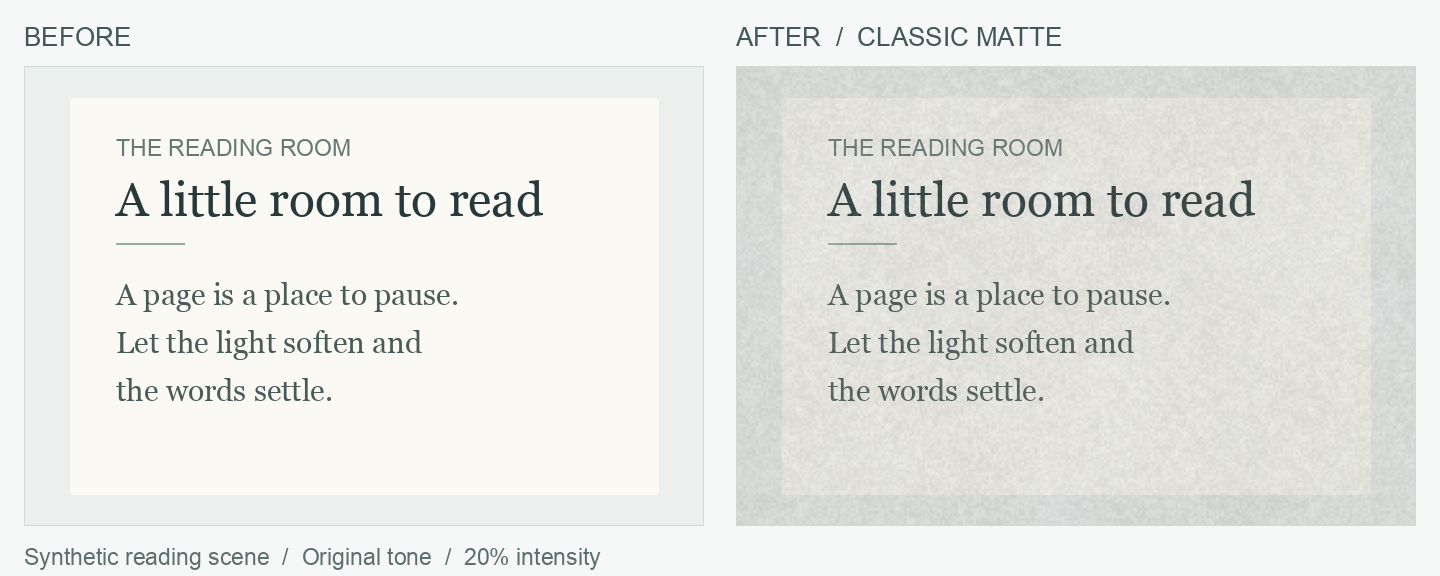 BEFORE
THE READING ROOM
A little room to read
A page is a place to pause.
Let the light soften and
the words settle.
AFTER / CLASSIC MATTE
THE READING ROOM
A little room to read
A page is a place to pause.
Let the light soften and
the words settle.
Synthetic reading scene / Original tone / 20% intensity